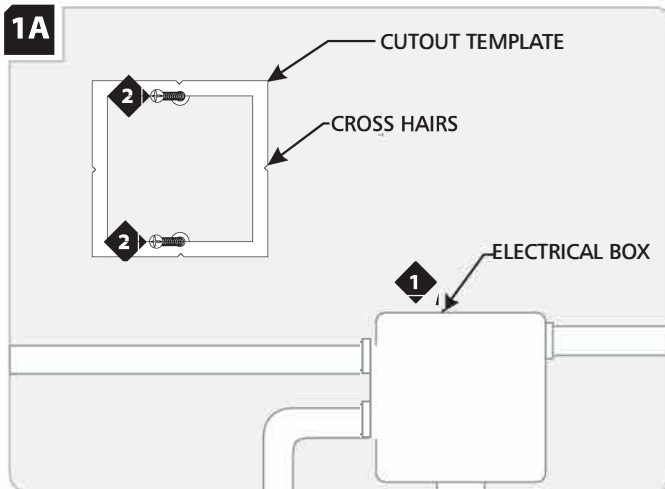 1A
CUTOUT TEMPLATE
2
CROSS HAIRS
2
ELECTRICAL BOX
1